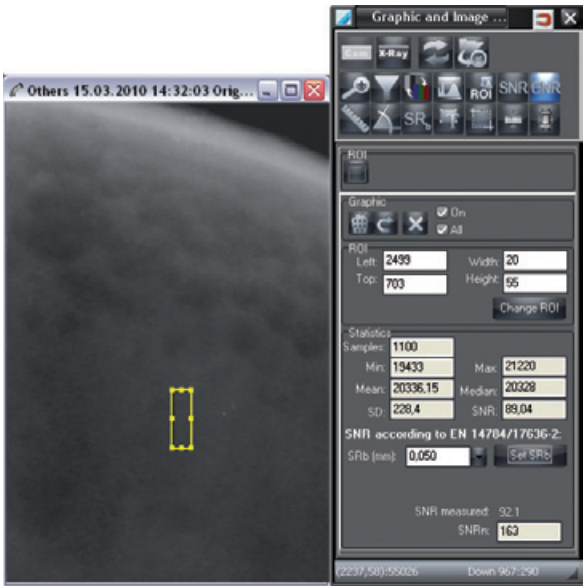 Graphic and Image ...
Cam X-Ray
ROI SNR CNR
SRb
Others 15.03.2010 14:32:03 Orig...
ROI
Graphic
On
All
ROI
Left: 2499 Width: 20
Top: 703 Height: 55
Change ROI
Statistics
Samples: 1100
Min: 19433 Max: 21220
Mean: 20336,15 Median: 20328
SD: 228,4 SNR: 89,04
SNR according to EN 14784/17636-2:
SRb (mm): 0,050 Set SRb
SNR measured: 92.1
SNRn: 163
(2237,58):55026 Down 967:290